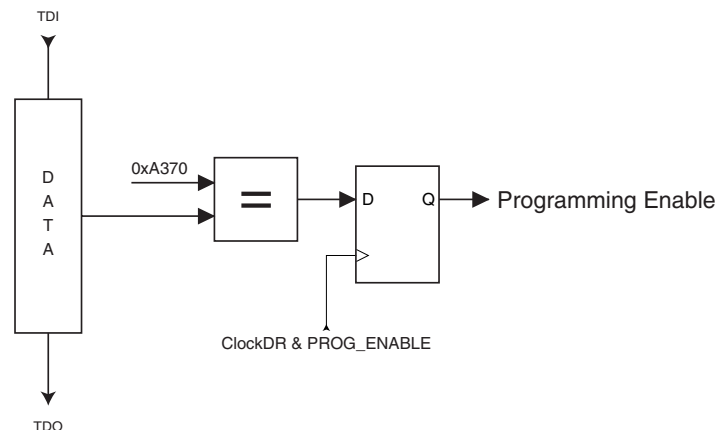 TDI
D
A
T
A
0xA370
=
D
Q
Programming Enable
ClockDR & PROG_ENABLE
TDO